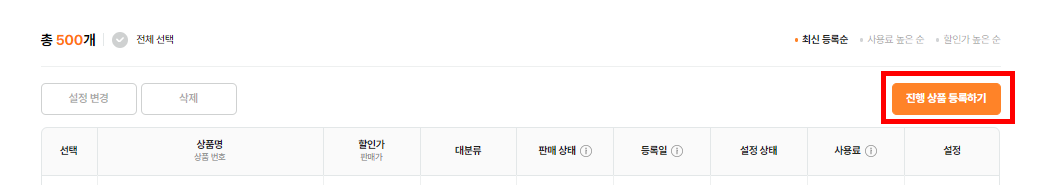 총 500개 전체 선택 최신 등록순 사용료 높은 순 할인가 높은 순
설정 변경 삭제 진행 상품 등록하기
선택 상품명 할인가 대분류 판매 상태 등록일 설정 상태 사용료 설정
상품 번호 판매가